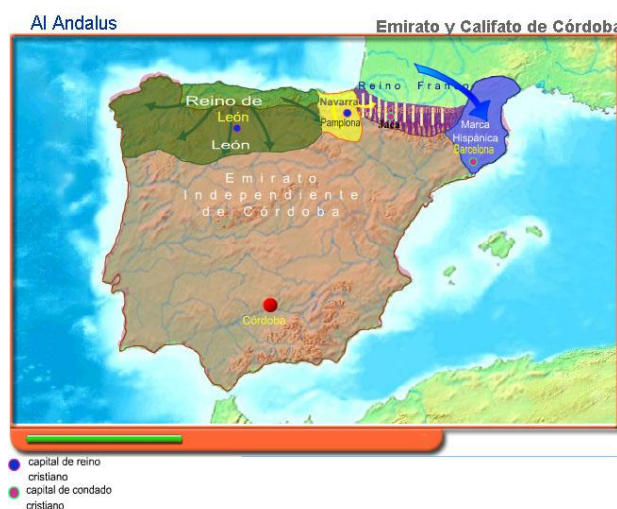 Al Andalus
Emirato y Califato de Córdoba
Reino Franco
Reino de
León
León
Navarra
Pamplona
Jaca
Marca
Hispánica
Barcelona
Emirato
Independiente
de Córdoba
Córdoba
capital de reino
cristiano
capital de condado
cristiano